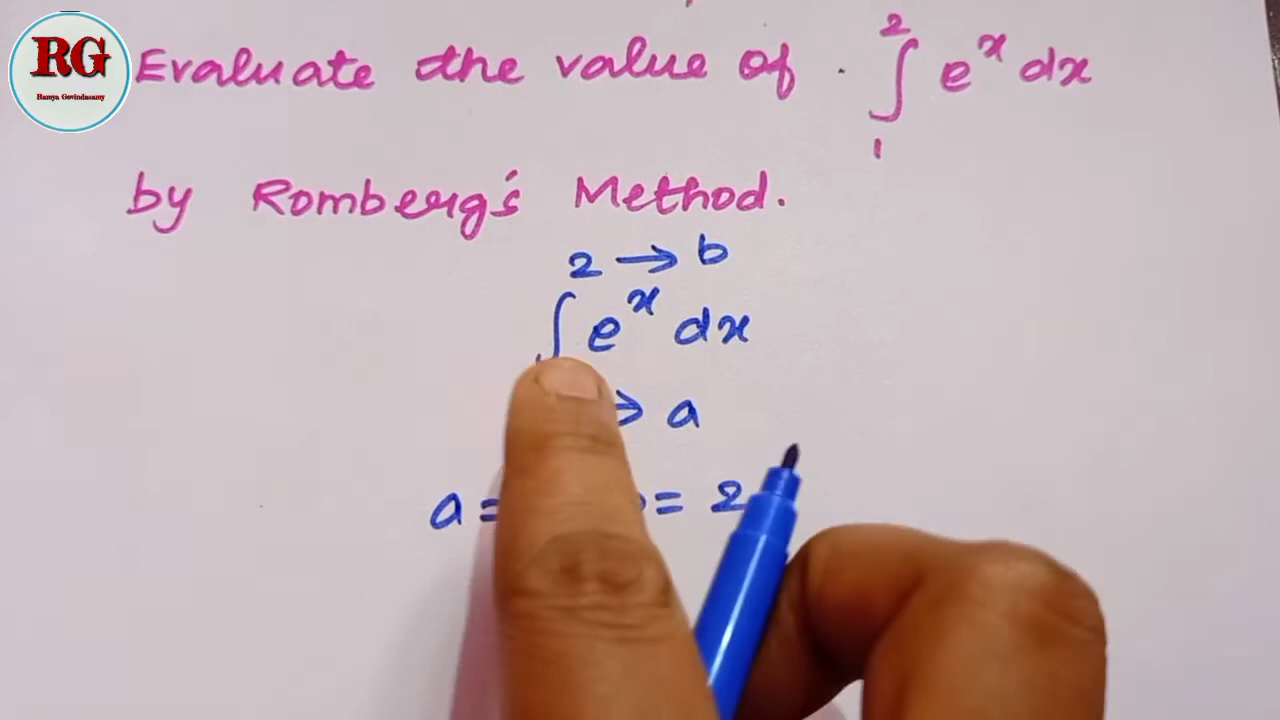 RG
Ramya Govindasamy
Evaluate the value of . ∫₁² eˣ dx
by Romberg's Method.
2 → b
∫ eˣ dx
→ a
a = = 2